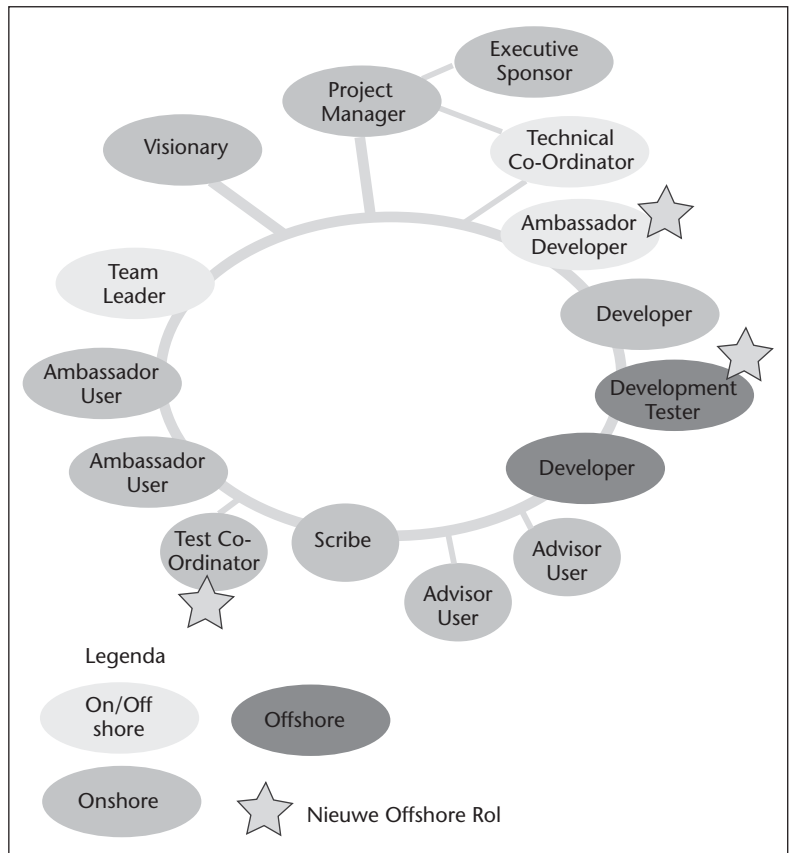 Executive
Sponsor
Project
Manager
Visionary
Technical
Co-Ordinator
Ambassador
Developer
Team
Leader
Developer
Ambassador
User
Development
Tester
Ambassador
User
Developer
Test Co-
Ordinator
Scribe
Advisor
User
Advisor
User
Legenda
On/Off
shore
Offshore
Onshore
Nieuwe Offshore Rol